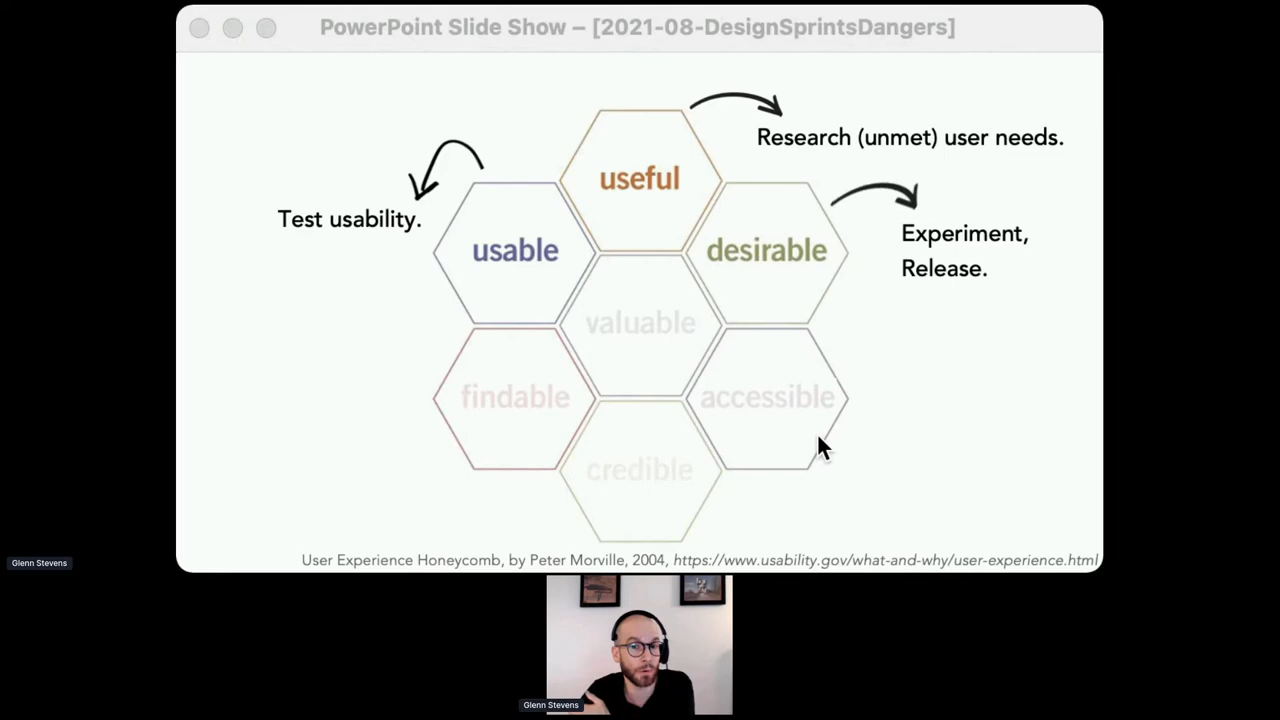 PowerPoint Slide Show – [2021-08-DesignSprintsDangers]
Research (unmet) user needs.
useful
Test usability.
Experiment,
Release.
usable
desirable
valuable
findable
accessible
credible
User Experience Honeycomb, by Peter Morville, 2004, https://www.usability.gov/what-and-why/user-experience.html
Glenn Stevens
Glenn Stevens